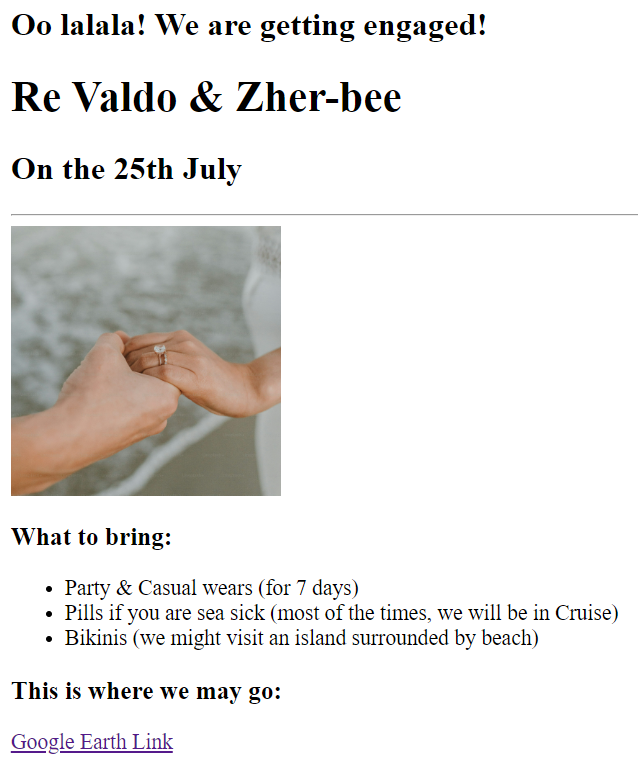 Oo lalala! We are getting engaged!
Re Valdo & Zher-bee
On the 25th July
What to bring:
• Party & Casual wears (for 7 days)
• Pills if you are sea sick (most of the times, we will be in Cruise)
• Bikinis (we might visit an island surrounded by beach)
This is where we may go:
Google Earth Link